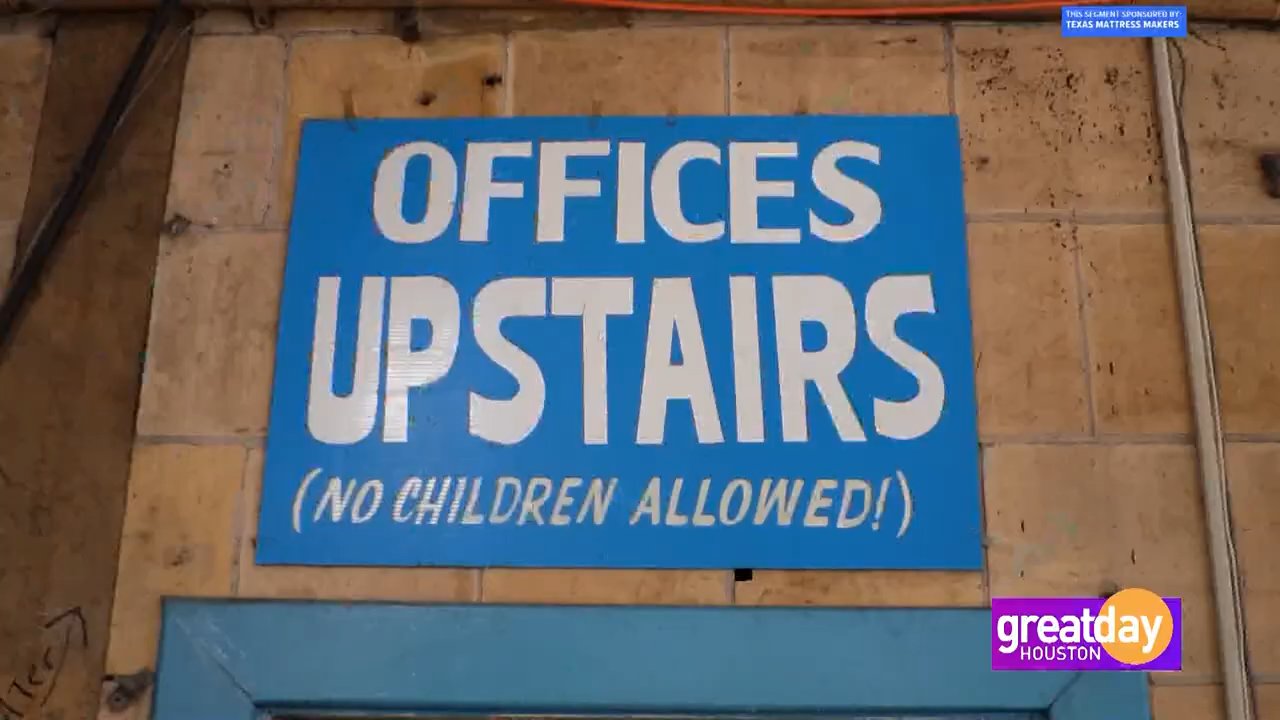 THIS SEGMENT SPONSORED BY:
TEXAS MATTRESS MAKERS
OFFICES
UPSTAIRS
(NO CHILDREN ALLOWED!)
greatday
HOUSTON